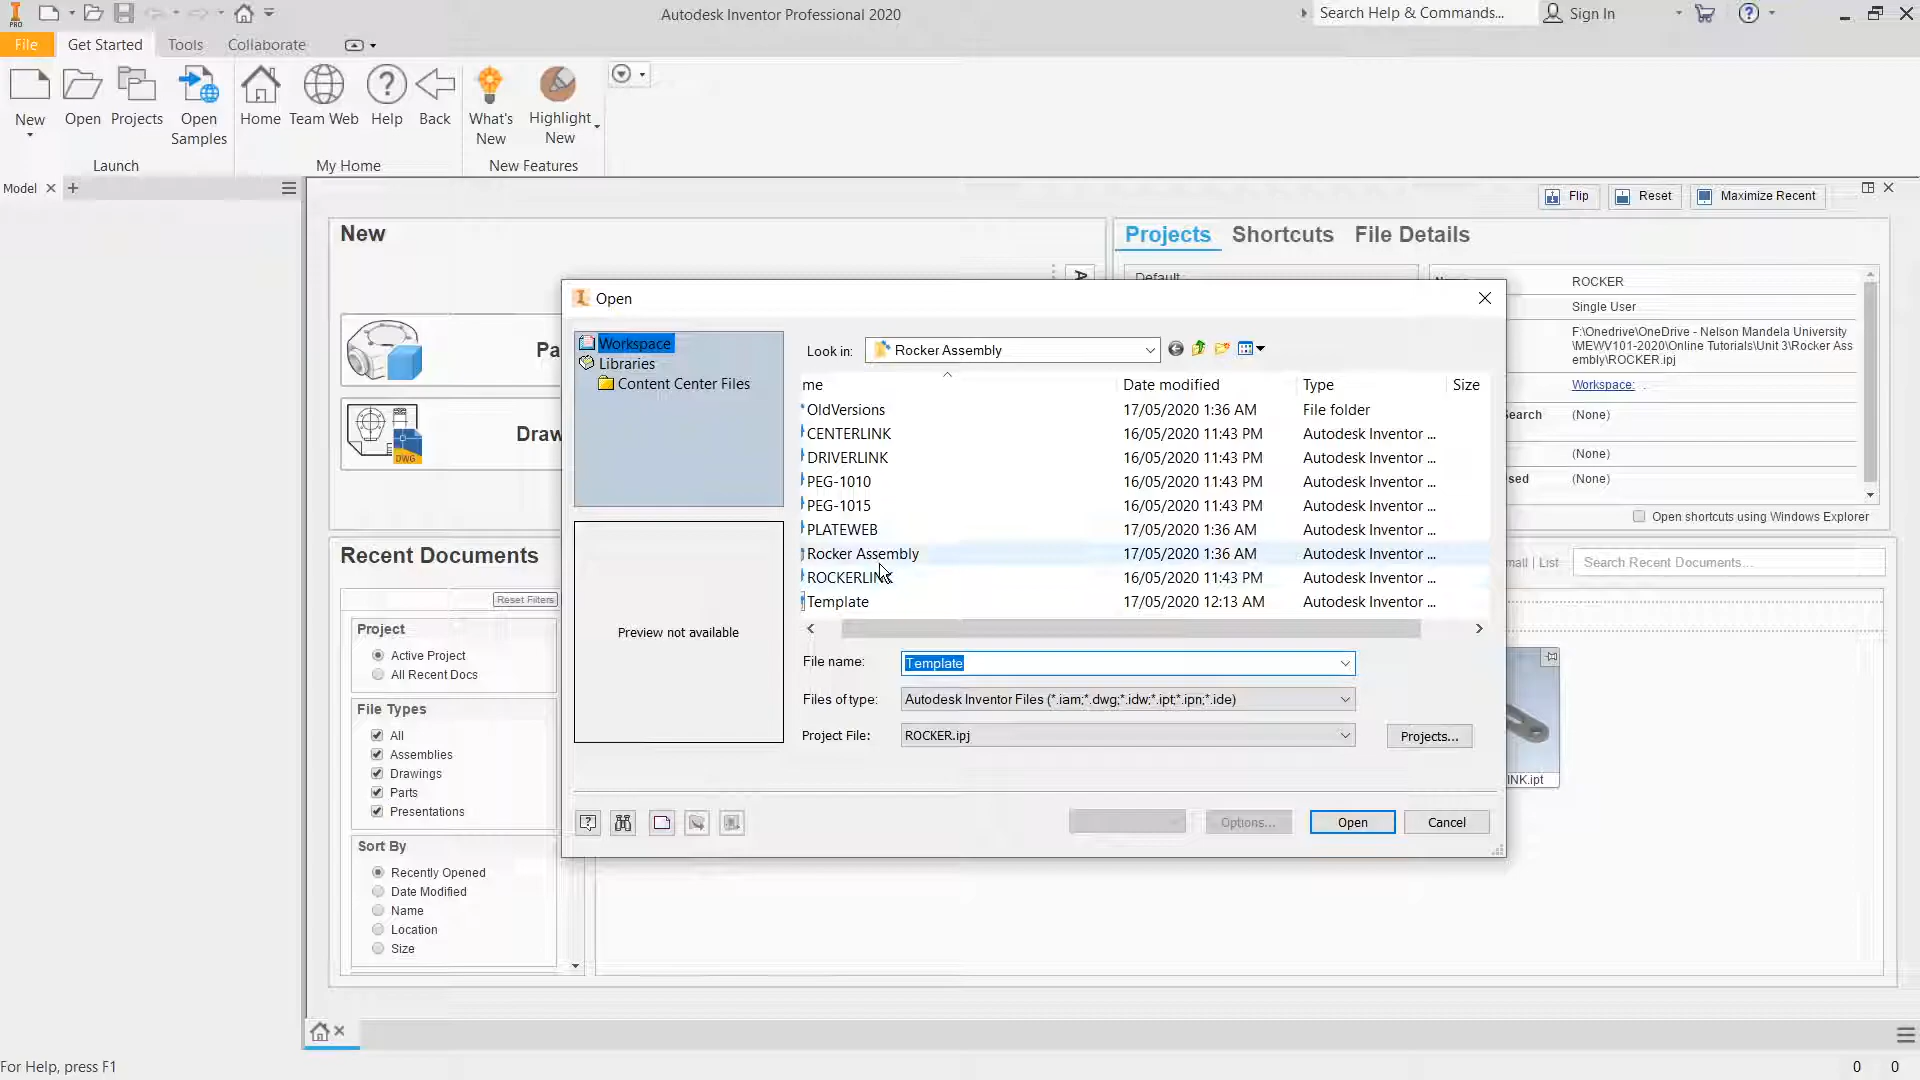 PRO
Autodesk Inventor Professional 2020
Search Help & Commands...
Sign In
File
Get Started
Tools
Collaborate
New
Open
Projects
Open Samples
Home
Team Web
Help
Back
What's New
Highlight New
Launch
My Home
New Features
Model
Flip
Reset
Maximize Recent
New
Projects
Shortcuts
File Details
Default
ROCKER
Single User
F:\Onedrive\OneDrive - Nelson Mandela University
\MEWV101-2020\Online Tutorials\Unit 3\Rocker Ass
embly\ROCKER.ipj
Workspace:
earch
(None)
(None)
sed
(None)
Open shortcuts using Windows Explorer
Pa
Draw
DWG
Open
Workspace
Libraries
Content Center Files
Look in:
Rocker Assembly
me
Date modified
Type
Size
OldVersions
17/05/2020 1:36 AM
File folder
CENTERLINK
16/05/2020 11:43 PM
Autodesk Inventor ...
DRIVERLINK
16/05/2020 11:43 PM
Autodesk Inventor ...
PEG-1010
16/05/2020 11:43 PM
Autodesk Inventor ...
PEG-1015
16/05/2020 11:43 PM
Autodesk Inventor ...
PLATEWEB
17/05/2020 1:36 AM
Autodesk Inventor ...
Rocker Assembly
17/05/2020 1:36 AM
Autodesk Inventor ...
ROCKERLINK
16/05/2020 11:43 PM
Autodesk Inventor ...
Template
17/05/2020 12:13 AM
Autodesk Inventor ...
Preview not available
File name:
Template
Files of type:
Autodesk Inventor Files (*.iam;*.dwg;*.idw;*.ipt;*.ipn;*.ide)
Project File:
ROCKER.ipj
Projects...
Options...
Open
Cancel
Recent Documents
Reset Filters
Project
Active Project
All Recent Docs
File Types
All
Assemblies
Drawings
Parts
Presentations
Sort By
Recently Opened
Date Modified
Name
Location
Size
mall | List
Search Recent Documents...
INK.ipt
For Help, press F1
0
0